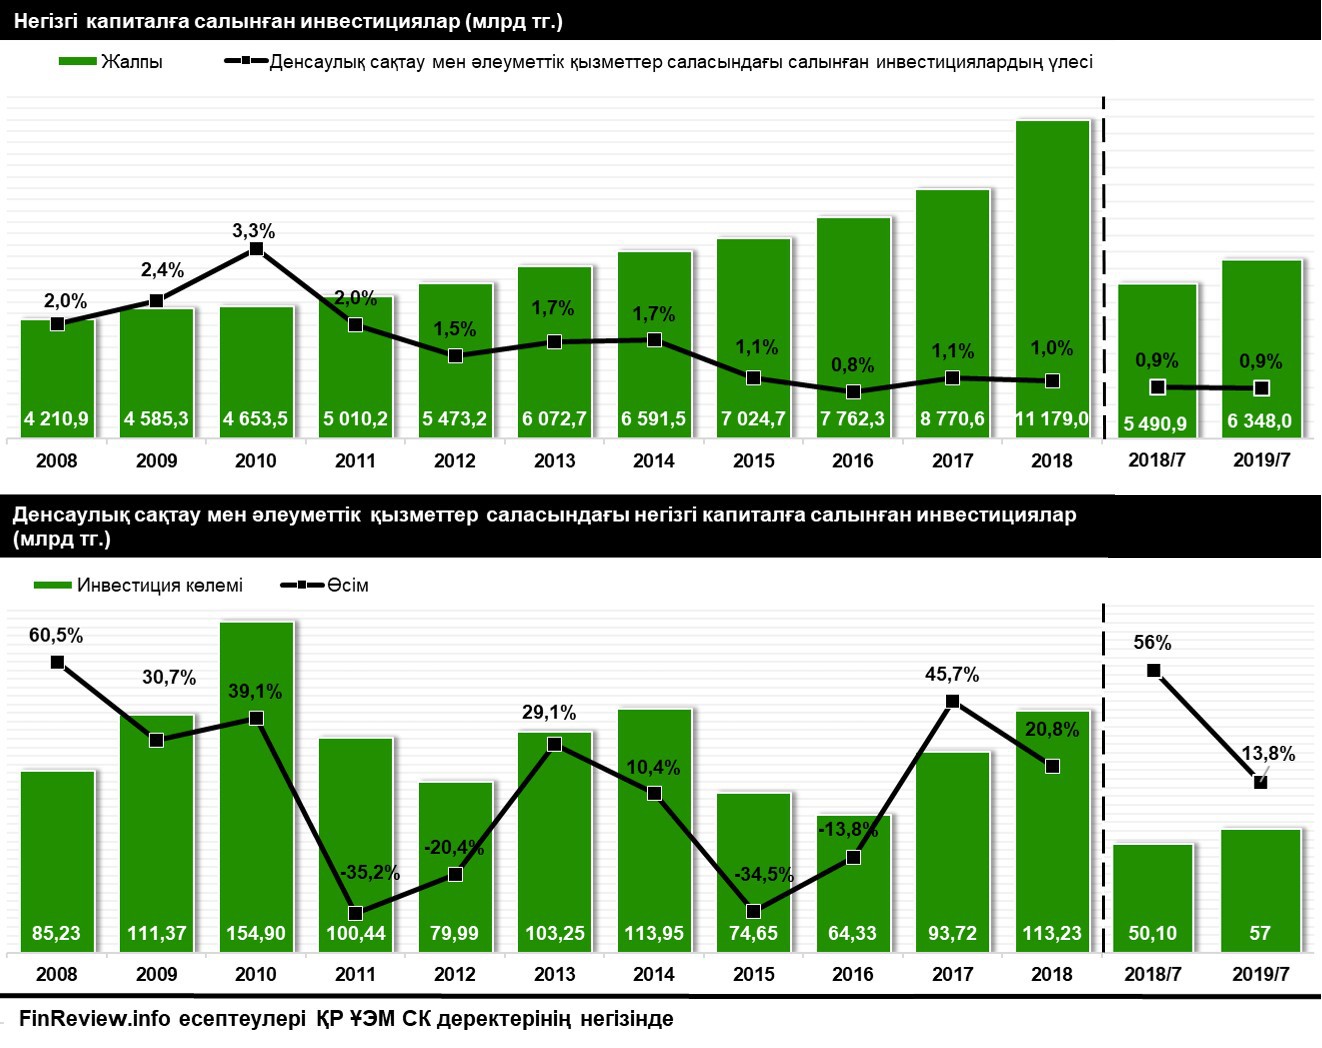 Негізгі капиталға салынған инвестициялар (млрд тг.)
Жалпы
Денсаулық сақтау мен әлеуметтік қызметтер саласындағы салынған инвестициялардың үлесі
2,0% 2,4% 3,3% 2,0% 1,5% 1,7% 1,7% 1,1% 0,8% 1,1% 1,0% 0,9% 0,9%
4 210,9 4 585,3 4 653,5 5 010,2 5 473,2 6 072,7 6 591,5 7 024,7 7 762,3 8 770,6 11 179,0 5 490,9 6 348,0
2008 2009 2010 2011 2012 2013 2014 2015 2016 2017 2018 2018/7 2019/7
Денсаулық сақтау мен әлеуметтік қызметтер саласындағы негізгі капиталға салынған инвестициялар
(млрд тг.)
Инвестиция көлемі
Өсім
60,5% 30,7% 39,1% -35,2% -20,4% 29,1% 10,4% -34,5% -13,8% 45,7% 20,8% 56% 13,8%
85,23 111,37 154,90 100,44 79,99 103,25 113,95 74,65 64,33 93,72 113,23 50,10 57
2008 2009 2010 2011 2012 2013 2014 2015 2016 2017 2018 2018/7 2019/7
FinReview.info есептеулері ҚР ҰЭМ СК деректерінің негізінде